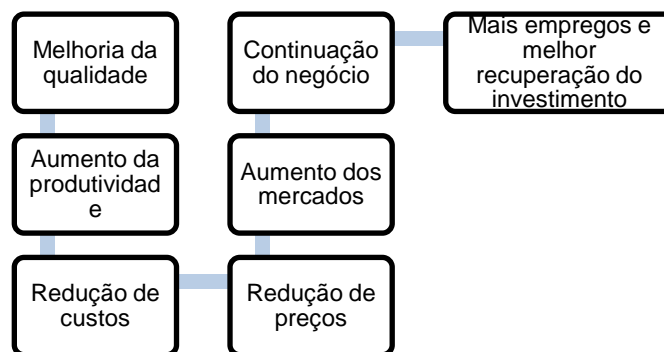 Melhoria da
qualidade
Aumento da
produtividad
e
Redução de
custos
Redução de
preços
Aumento dos
mercados
Continuação
do negócio
Mais empregos e
melhor
recuperação do
investimento